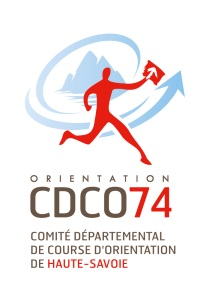 ORIENTATION
CDCO74
COMITÉ DÉPARTEMENTAL
DE COURSE D'ORIENTATION
DE HAUTE-SAVOIE